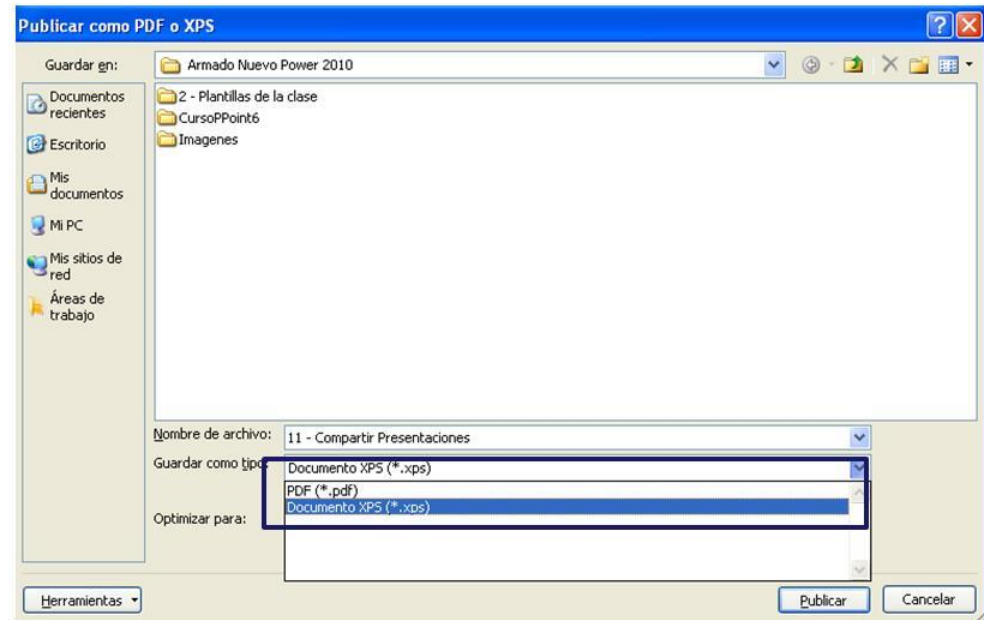 Publicar como PDF o XPS
Guardar en:
Armado Nuevo Power 2010
Documentos
recientes
Escritorio
Mis
documentos
Mi PC
Mis sitios de
red
Áreas de
trabajo
2 - Plantillas de la clase
CursoPPoint6
Imagenes
Nombre de archivo:
11 - Compartir Presentaciones
Guardar como tipo:
Documento XPS (*.xps)
PDF (*.pdf)
Documento XPS (*.xps)
Optimizar para:
Herramientas
Publicar
Cancelar